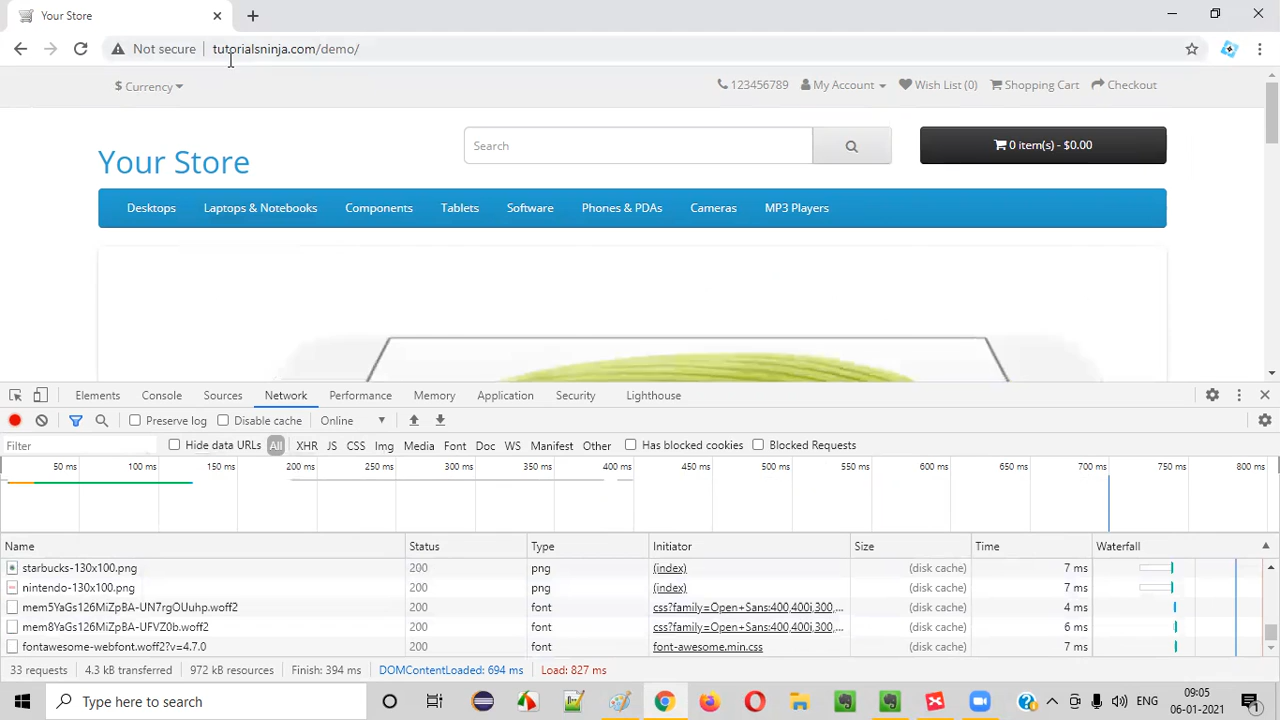 Your Store
Not secure tutorialsninja.com/demo/
$ Currency
123456789 My Account Wish List (0) Shopping Cart Checkout
Your Store
Search
0 item(s) - $0.00
Desktops Laptops & Notebooks Components Tablets Software Phones & PDAs Cameras MP3 Players
Elements Console Sources Network Performance Memory Application Security Lighthouse
Preserve log Disable cache Online
Filter Hide data URLs All XHR JS CSS Img Media Font Doc WS Manifest Other Has blocked cookies Blocked Requests
50 ms 100 ms 150 ms 200 ms 250 ms 300 ms 350 ms 400 ms 450 ms 500 ms 550 ms 600 ms 650 ms 700 ms 750 ms 800 ms
Name Status Type Initiator Size Time Waterfall
starbucks-130x100.png 200 png (index) (disk cache) 7 ms
nintendo-130x100.png 200 png (index) (disk cache) 7 ms
mem5YaGs126MiZpBA-UN7rgOUuhp.woff2 200 font css?family=Open+Sans:400,400i,300,... (disk cache) 4 ms
mem8YaGs126MiZpBA-UFVZ0b.woff2 200 font css?family=Open+Sans:400,400i,300,... (disk cache) 6 ms
fontawesome-webfont.woff2?v=4.7.0 200 font font-awesome.min.css (disk cache) 7 ms
33 requests 4.3 kB transferred 972 kB resources Finish: 394 ms DOMContentLoaded: 694 ms Load: 827 ms
Type here to search
09:05
06-01-2021